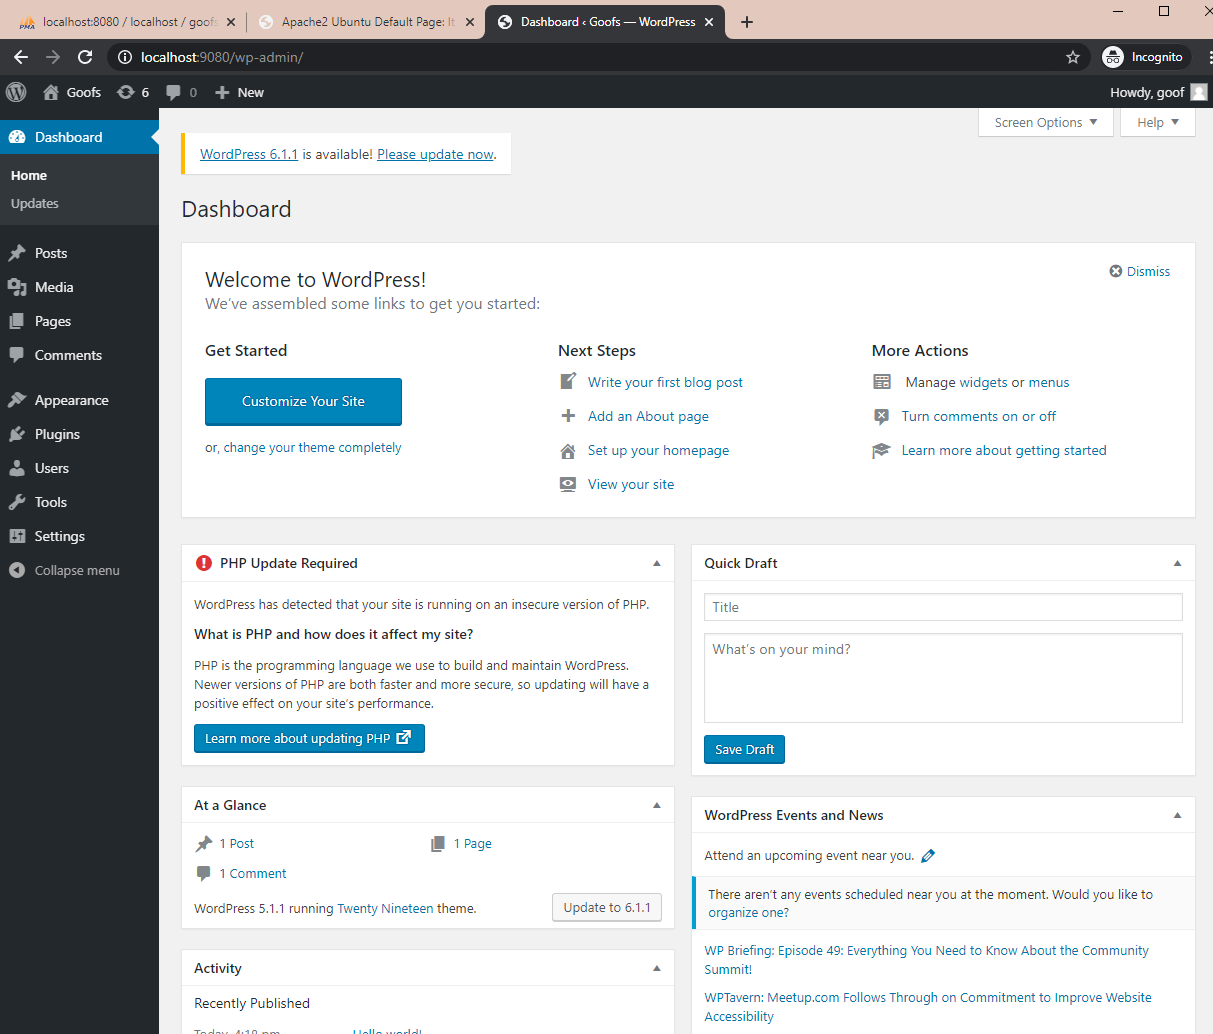 localhost:8080 / localhost / goofs
Apache2 Ubuntu Default Page: It
Dashboard ‹ Goofs — WordPress
localhost:9080/wp-admin/
Incognito
Goofs
6
0
New
Howdy, goof
Dashboard
Home
Updates
Posts
Media
Pages
Comments
Appearance
Plugins
Users
Tools
Settings
Collapse menu
Screen Options
Help
WordPress 6.1.1 is available! Please update now.
Dashboard
Welcome to WordPress!
We've assembled some links to get you started:
Dismiss
Get Started
Customize Your Site
or, change your theme completely
Next Steps
Write your first blog post
Add an About page
Set up your homepage
View your site
More Actions
Manage widgets or menus
Turn comments on or off
Learn more about getting started
PHP Update Required
WordPress has detected that your site is running on an insecure version of PHP.
What is PHP and how does it affect my site?
PHP is the programming language we use to build and maintain WordPress.
Newer versions of PHP are both faster and more secure, so updating will have a
positive effect on your site's performance.
Learn more about updating PHP
At a Glance
1 Post
1 Page
1 Comment
WordPress 5.1.1 running Twenty Nineteen theme.
Update to 6.1.1
Activity
Recently Published
Today, 4:18 pm
Hello world!
Quick Draft
Title
What's on your mind?
Save Draft
WordPress Events and News
Attend an upcoming event near you.
There aren't any events scheduled near you at the moment. Would you like to
organize one?
WP Briefing: Episode 49: Everything You Need to Know About the Community
Summit!
WPTavern: Meetup.com Follows Through on Commitment to Improve Website
Accessibility